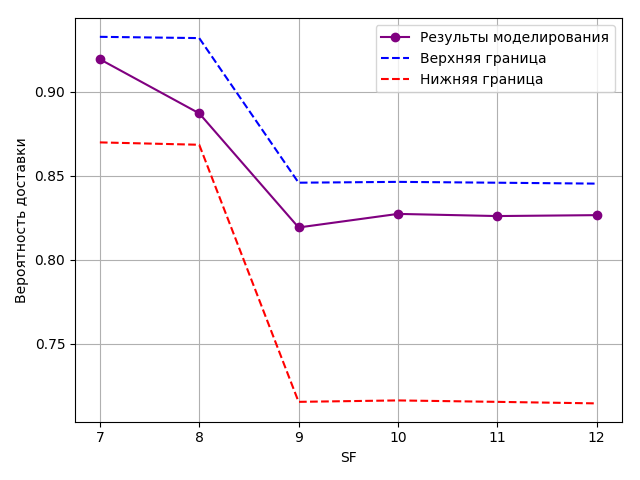 Результы моделирования
Верхняя граница
Нижняя граница
Вероятность доставки
0.90
0.85
0.80
0.75
7 8 9 10 11 12
SF